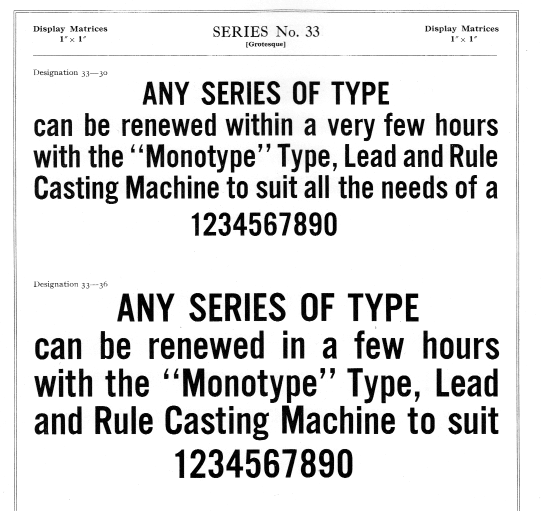 Display Matrices
1″ × 1″
SERIES No. 33
[Grotesque]
Display Matrices
1″ × 1″
Designation 33—30
ANY SERIES OF TYPE
can be renewed within a very few hours
with the “Monotype” Type, Lead and Rule
Casting Machine to suit all the needs of a
1234567890
Designation 33—36
ANY SERIES OF TYPE
can be renewed in a few hours
with the “Monotype” Type, Lead
and Rule Casting Machine to suit
1234567890